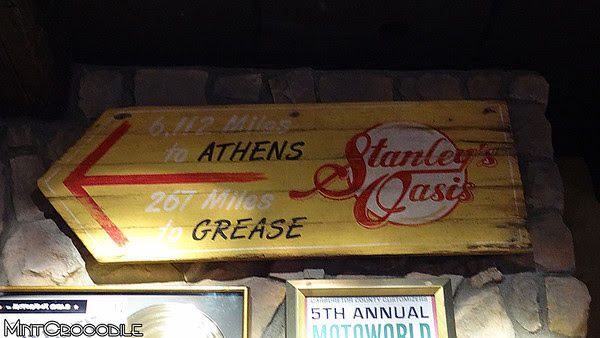 6,112 Miles
to ATHENS
267 Miles
to GREASE
Stanley's
Oasis
CARBURETOR COUNTY CUSTOMIZERS
5TH ANNUAL
MOTOWORLD
MintCrocodile